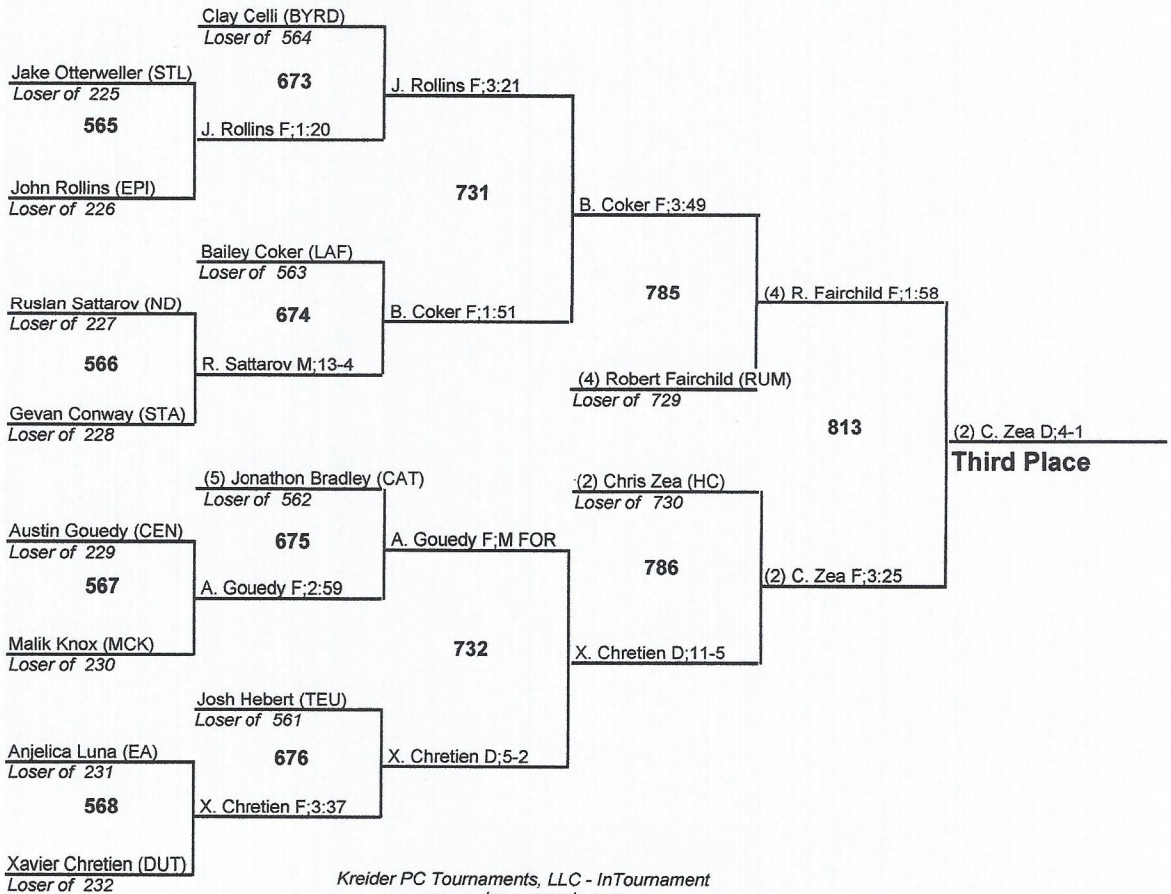 Clay Celli (BYRD)
Loser of 564
Jake Otterweller (STL)
Loser of 225
673
J. Rollins F;3:21
565
J. Rollins F;1:20
John Rollins (EPI)
Loser of 226
731
B. Coker F;3:49
Bailey Coker (LAF)
Loser of 563
Ruslan Sattarov (ND)
Loser of 227
674
B. Coker F;1:51
785
(4) R. Fairchild F;1:58
566
R. Sattarov M;13-4
(4) Robert Fairchild (RUM)
Loser of 729
Gevan Conway (STA)
Loser of 228
813
(2) C. Zea D;4-1
Third Place
(5) Jonathon Bradley (CAT)
Loser of 562
(2) Chris Zea (HC)
Loser of 730
Austin Gouedy (CEN)
Loser of 229
675
A. Gouedy F;M FOR
567
A. Gouedy F;2:59
786
(2) C. Zea F;3:25
Malik Knox (MCK)
Loser of 230
732
X. Chretien D;11-5
Josh Hebert (TEU)
Loser of 561
Anjelica Luna (EA)
Loser of 231
676
X. Chretien D;5-2
568
X. Chretien F;3:37
Xavier Chretien (DUT)
Loser of 232
Kreider PC Tournaments, LLC - InTournament